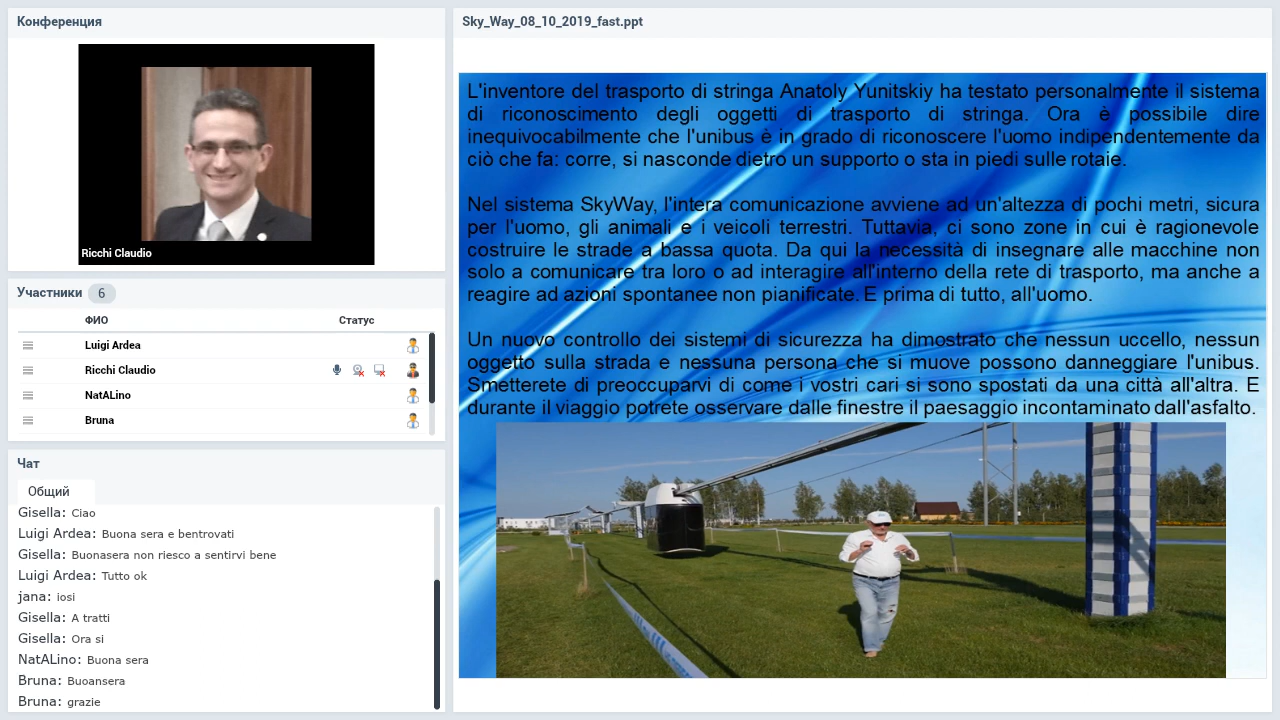 Конференция
Ricchi Claudio
Участники 6
ФИО Статус
Luigi Ardea
Ricchi Claudio
NatALino
Bruna
Чат
Общий
Gisella: Ciao
Luigi Ardea: Buona sera e bentrovati
Gisella: Buonasera non riesco a sentirvi bene
Luigi Ardea: Tutto ok
jana: iosi
Gisella: A tratti
Gisella: Ora si
NatALino: Buona sera
Bruna: Buoansera
Bruna: grazie
Sky_Way_08_10_2019_fast.ppt
L'inventore del trasporto di stringa Anatoly Yunitskiy ha testato personalmente il sistema
di riconoscimento degli oggetti di trasporto di stringa. Ora è possibile dire
inequivocabilmente che l'unibus è in grado di riconoscere l'uomo indipendentemente da
ciò che fa: corre, si nasconde dietro un supporto o sta in piedi sulle rotaie.
Nel sistema SkyWay, l'intera comunicazione avviene ad un'altezza di pochi metri, sicura
per l'uomo, gli animali e i veicoli terrestri. Tuttavia, ci sono zone in cui è ragionevole
costruire le strade a bassa quota. Da qui la necessità di insegnare alle macchine non
solo a comunicare tra loro o ad interagire all'interno della rete di trasporto, ma anche a
reagire ad azioni spontanee non pianificate. E prima di tutto, all'uomo.
Un nuovo controllo dei sistemi di sicurezza ha dimostrato che nessun uccello, nessun
oggetto sulla strada e nessuna persona che si muove possono danneggiare l'unibus.
Smetterete di preoccuparvi di come i vostri cari si sono spostati da una città all'altra. E
durante il viaggio potrete osservare dalle finestre il paesaggio incontaminato dall'asfalto.